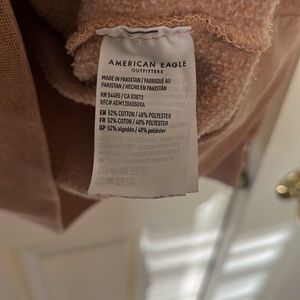 AMERICAN EAGLE
OUTFITTERS
MADE IN PAKISTAN / FABRIQUÉ AU
PAKISTAN / HECHO EN PAKISTÁN
RN 54485 / CA 03873
EN 52% COTTON / 48% POLYESTER
FR 52% COTON / 48% POLYESTER
SP 52% algodón / 48% poliéster